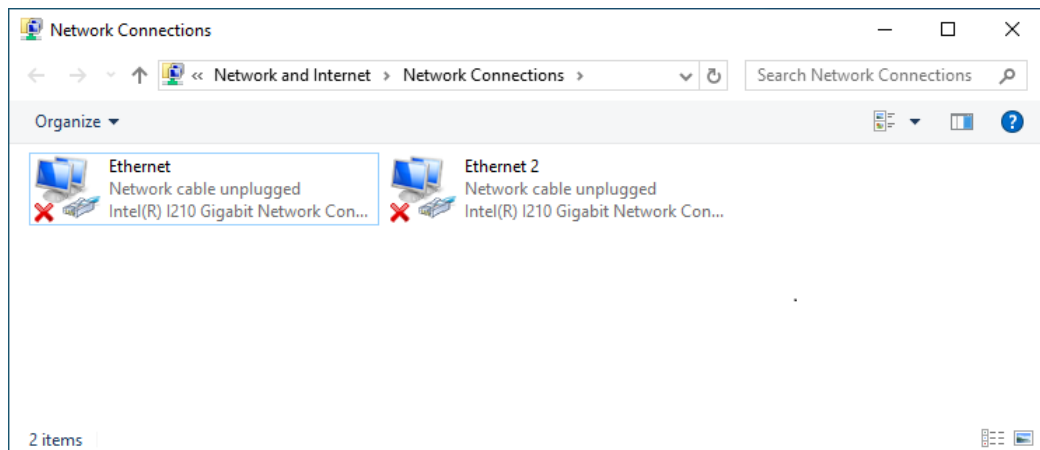 Network Connections
« Network and Internet > Network Connections >
Search Network Connections
Organize
Ethernet
Network cable unplugged
Intel(R) I210 Gigabit Network Con...
Ethernet 2
Network cable unplugged
Intel(R) I210 Gigabit Network Con...
2 items